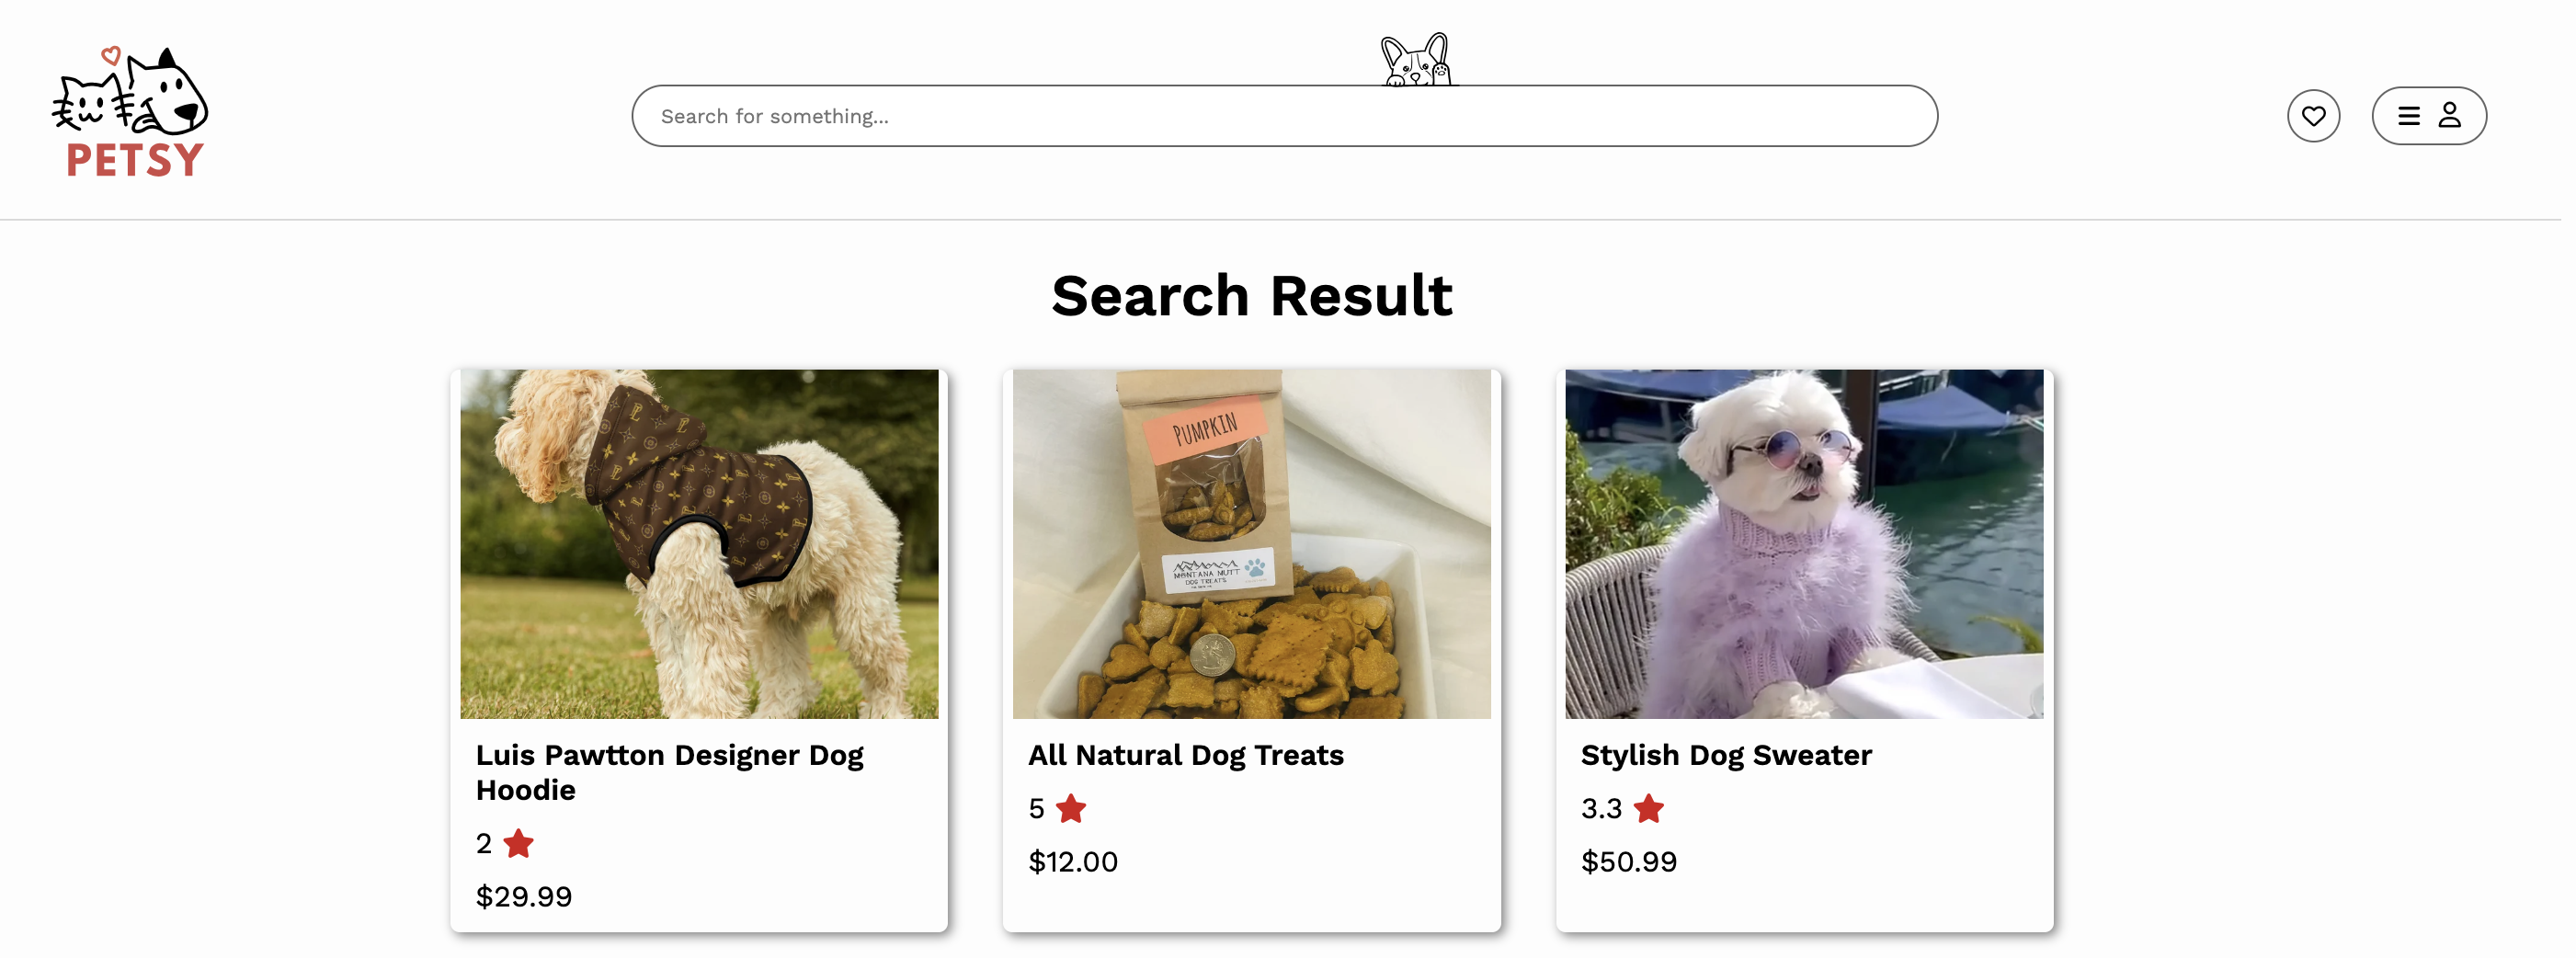 PETSY
Search for something...
Search Result
PUMPKIN
MONTANA MUTT
DOG TREATS
Luis Pawtton Designer Dog
Hoodie
2
$29.99
All Natural Dog Treats
5
$12.00
Stylish Dog Sweater
3.3
$50.99